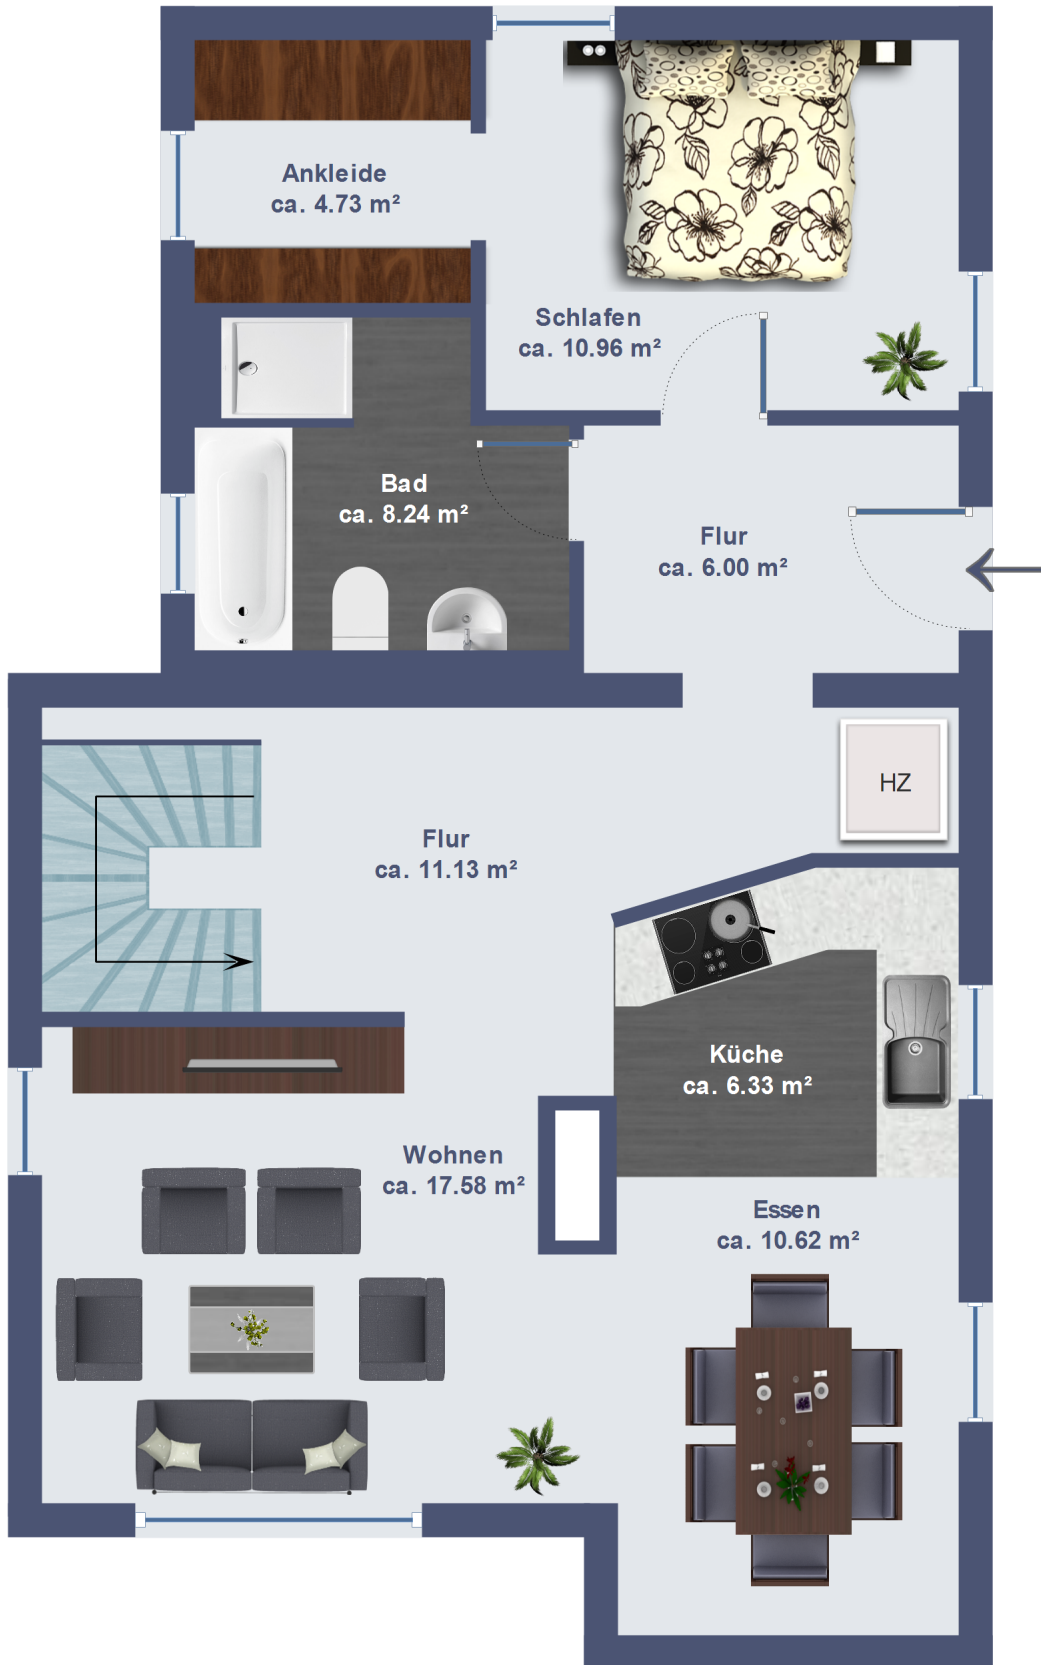 Ankleide
ca. 4.73 m²
Schlafen
ca. 10.96 m²
Bad
ca. 8.24 m²
Flur
ca. 6.00 m²
HZ
Flur
ca. 11.13 m²
Küche
ca. 6.33 m²
Wohnen
ca. 17.58 m²
Essen
ca. 10.62 m²